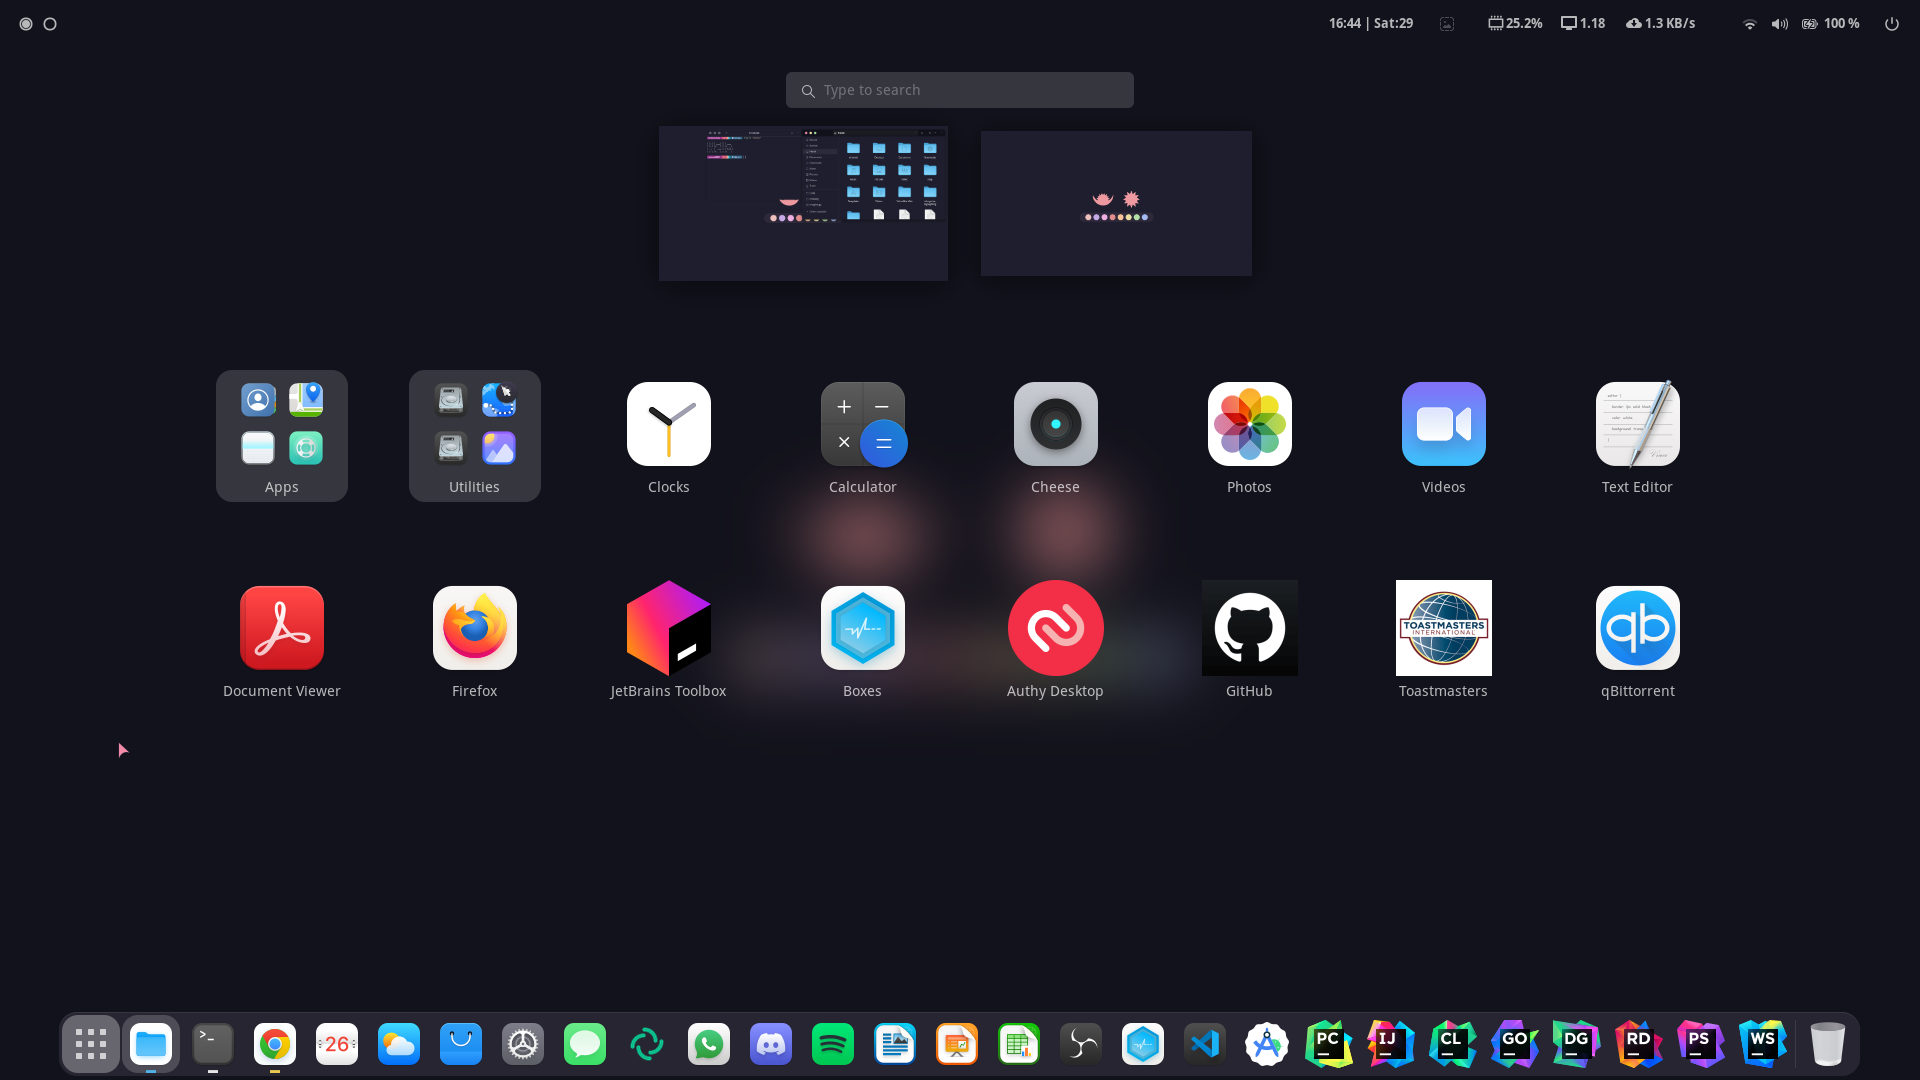 16:44 | Sat:29
25.2%
1.18
1.3 KB/s
100 %
Type to search
Apps
Utilities
Clocks
Calculator
Cheese
Photos
Videos
Text Editor
TOASTMASTERS
INTERNATIONAL
qb
Document Viewer
Firefox
JetBrains Toolbox
Boxes
Authy Desktop
GitHub
Toastmasters
qBittorrent
>_
26
PC
IJ
CL
GO
DG
RD
PS
WS